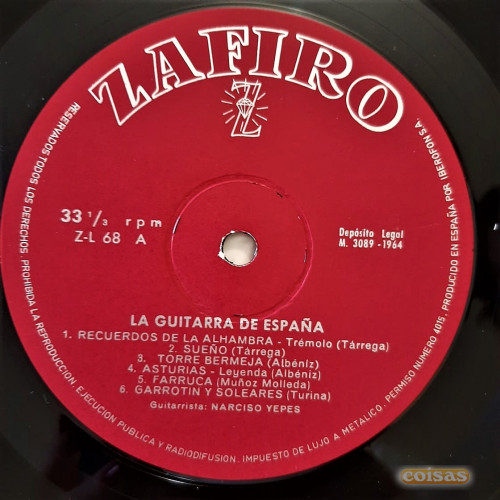 ZAFIRO
Z
33 1/3 rpm
Z-L 68 A
Depósito Legal
M. 3089-1964
LA GUITARRA DE ESPAÑA
1. RECUERDOS DE LA ALHAMBRA - Trémolo (Tàrrega)
2. SUEÑO (Tàrrega)
3. TORRE BERMEJA (Albéniz)
4. ASTURIAS - Leyenda (Albéniz)
5. FARRUCA (Muñoz Molleda)
6. GARROTIN Y SOLEARES (Turina)
Guitarrista: NARCISO YEPES
RESERVADOS TODOS LOS DERECHOS. PROHIBIDA LA REPRODUCCION, EJECUCION PUBLICA Y RADIODIFUSION. IMPUESTO DE LUJO A METALICO. PERMISO NUMERO 4015. PRODUCIDO EN ESPAÑA POR IBEROFON S.A.
coisas